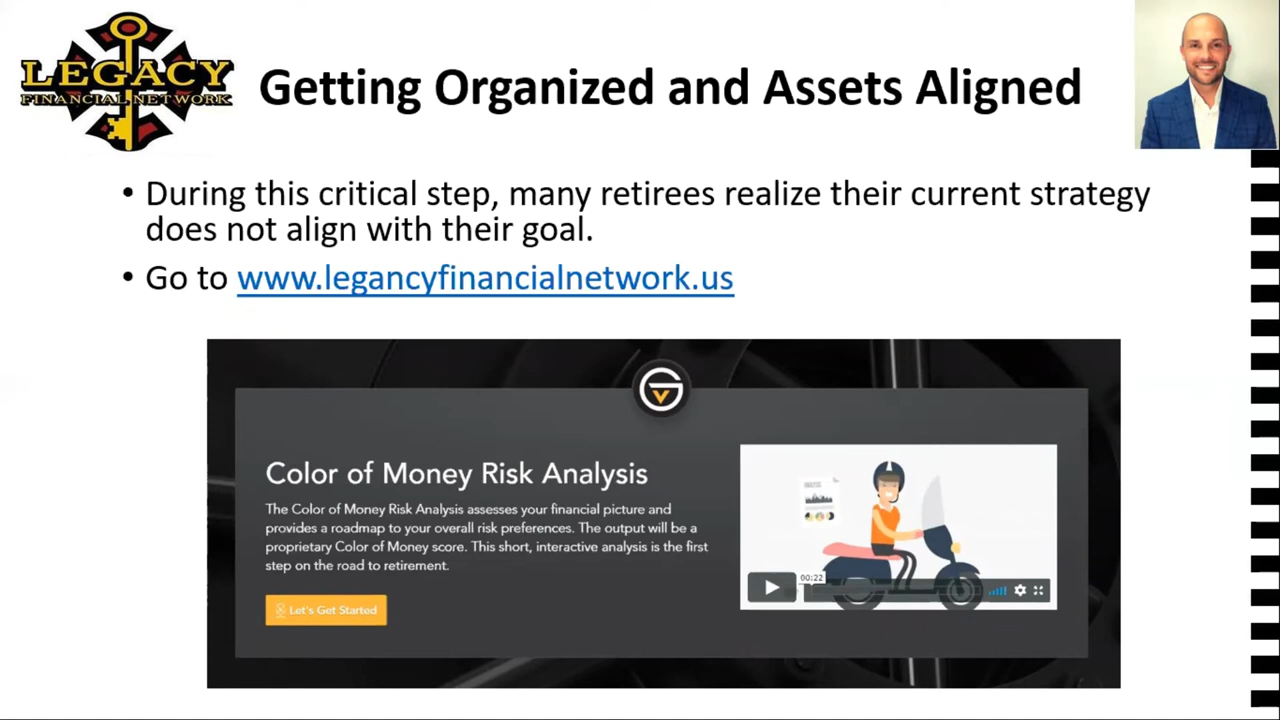 LEGACY
FINANCIAL NETWORK
Getting Organized and Assets Aligned
• During this critical step, many retirees realize their current strategy
does not align with their goal.
• Go to www.legancyfinancialnetwork.us
Color of Money Risk Analysis
The Color of Money Risk Analysis assesses your financial picture and
provides a roadmap to your overall risk preferences. The output will be a
proprietary Color of Money score. This short, interactive analysis is the first
step on the road to retirement.
Let's Get Started
00:22